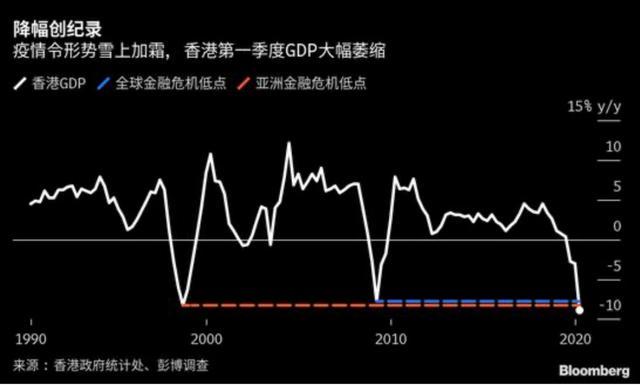 降幅创纪录
疫情令形势雪上加霜，香港第一季度GDP大幅萎缩
香港GDP 全球金融危机低点 亚洲金融危机低点
15% y/y
10
5
0
-5
-10
1990 2000 2010 2020
来源：香港政府统计处、彭博调查
Bloomberg